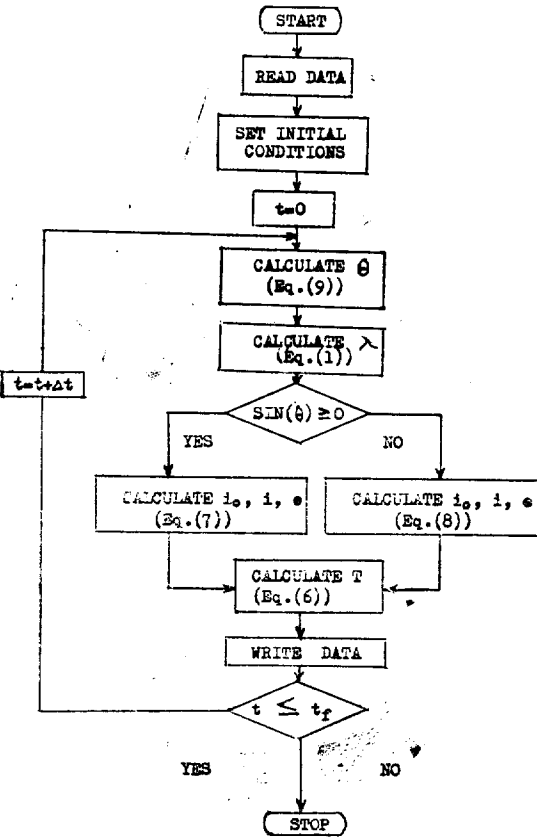 START
READ DATA
SET INITIAL
CONDITIONS
t=0
CALCULATE θ
(Eq.(9))
CALCULATE λ
(Eq.(1))
t=t+Δt
SIN(θ) ≥ 0
YES
NO
CALCULATE i₀, i, e
(Eq.(7))
CALCULATE i₀, i, e
(Eq.(8))
CALCULATE T
(Eq.(6))
WRITE DATA
t ≤ t_f
YES
NO
STOP